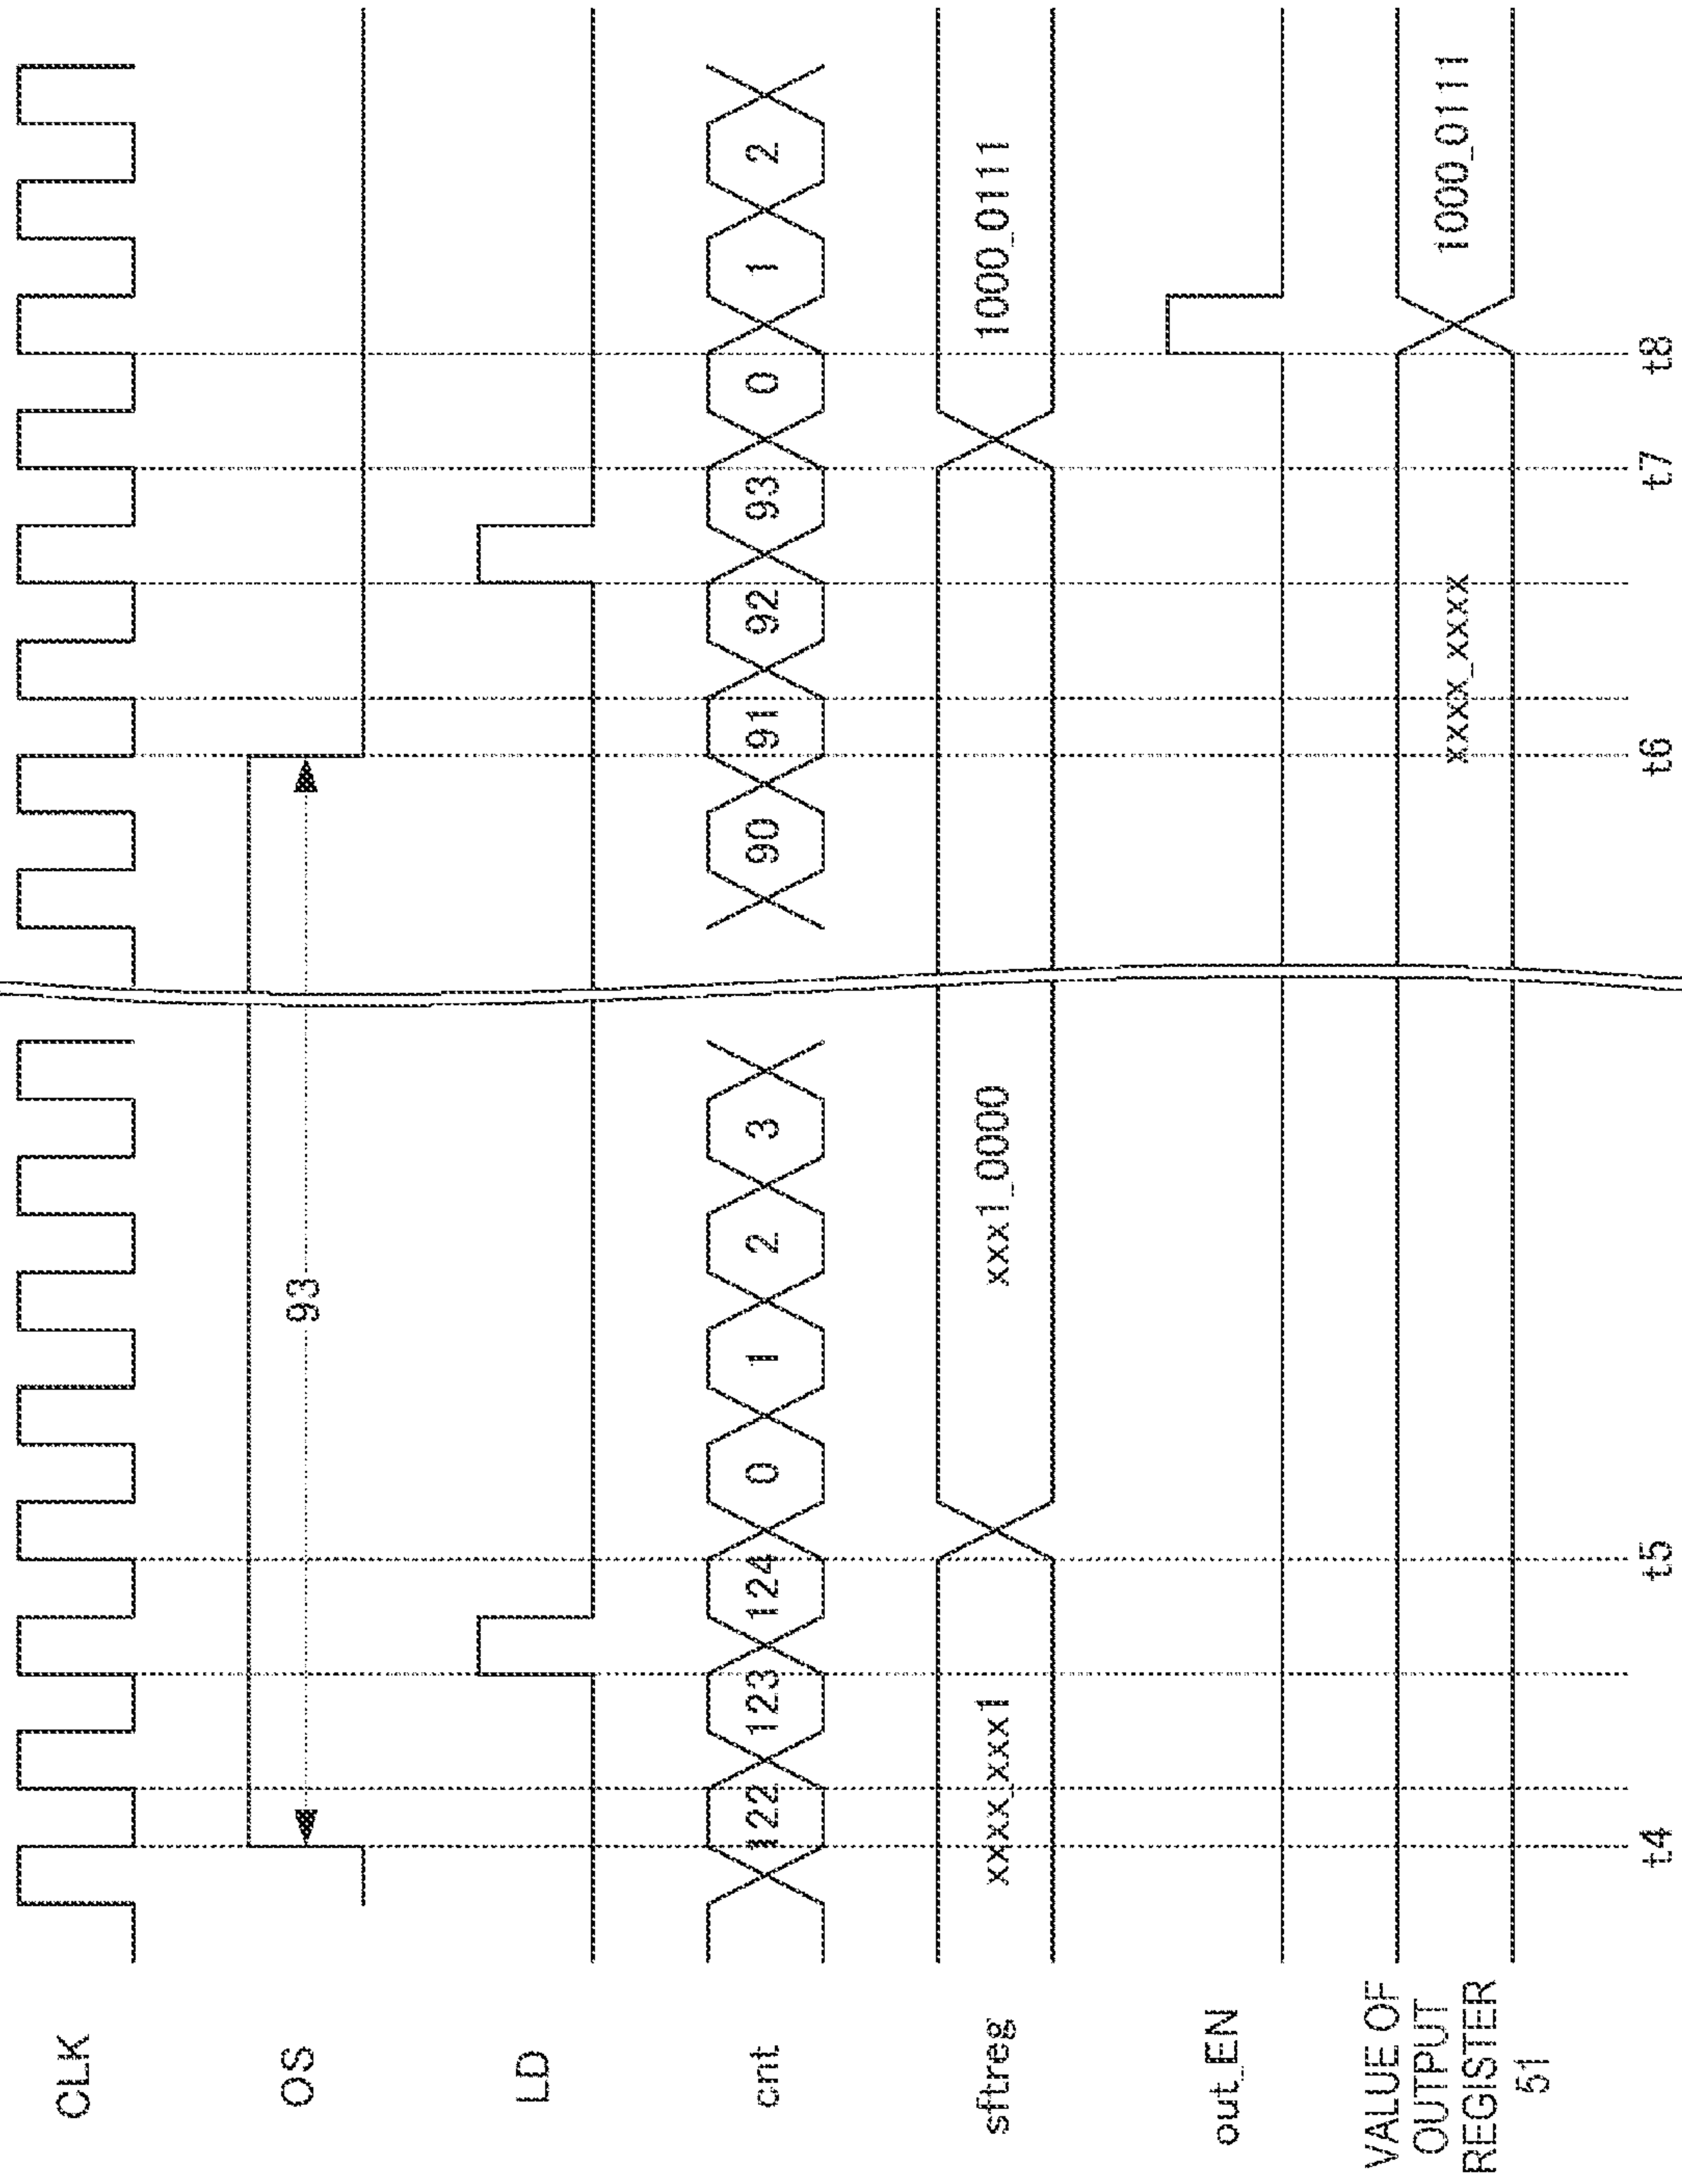 CLK
OS
93
LD
cnt
122
123
124
0
1
2
3
90
91
92
93
0
1
2
sftreg
xxxx_xxx1
xxx1_0000
1000_0111
out_EN
VALUE OF
OUTPUT
REGISTER
51
xxxx_xxxx
1000_0111
t4
t5
t6
t7
t8